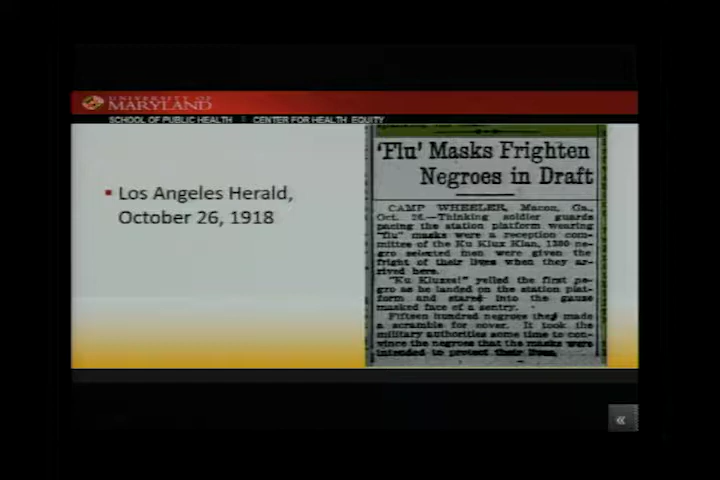 UNIVERSITY OF
MARYLAND
SCHOOL OF PUBLIC HEALTH
CENTER FOR HEALTH EQUITY
Los Angeles Herald,
October 26, 1918
'Flu' Masks Frighten
Negroes in Draft
CAMP WHEELER, Macon, Ga.,
Oct. 26.—Thinking soldier guards
pacing the station platform wearing
"flu" masks were a reception com-
mittee of the Ku Klux Klan, 1300 ne-
gro selected men were given the
fright of their lives when they ar-
rived here.
"Ku Kluxes!" yelled the first ne-
gro as he landed on the station plat-
form and stared into the gauze
masked face of a sentry.
Fifteen hundred negroes then made
a scramble for cover. It took the
military authorities some time to con-
vince the negroes that the masks were
intended to protect their lives.
«